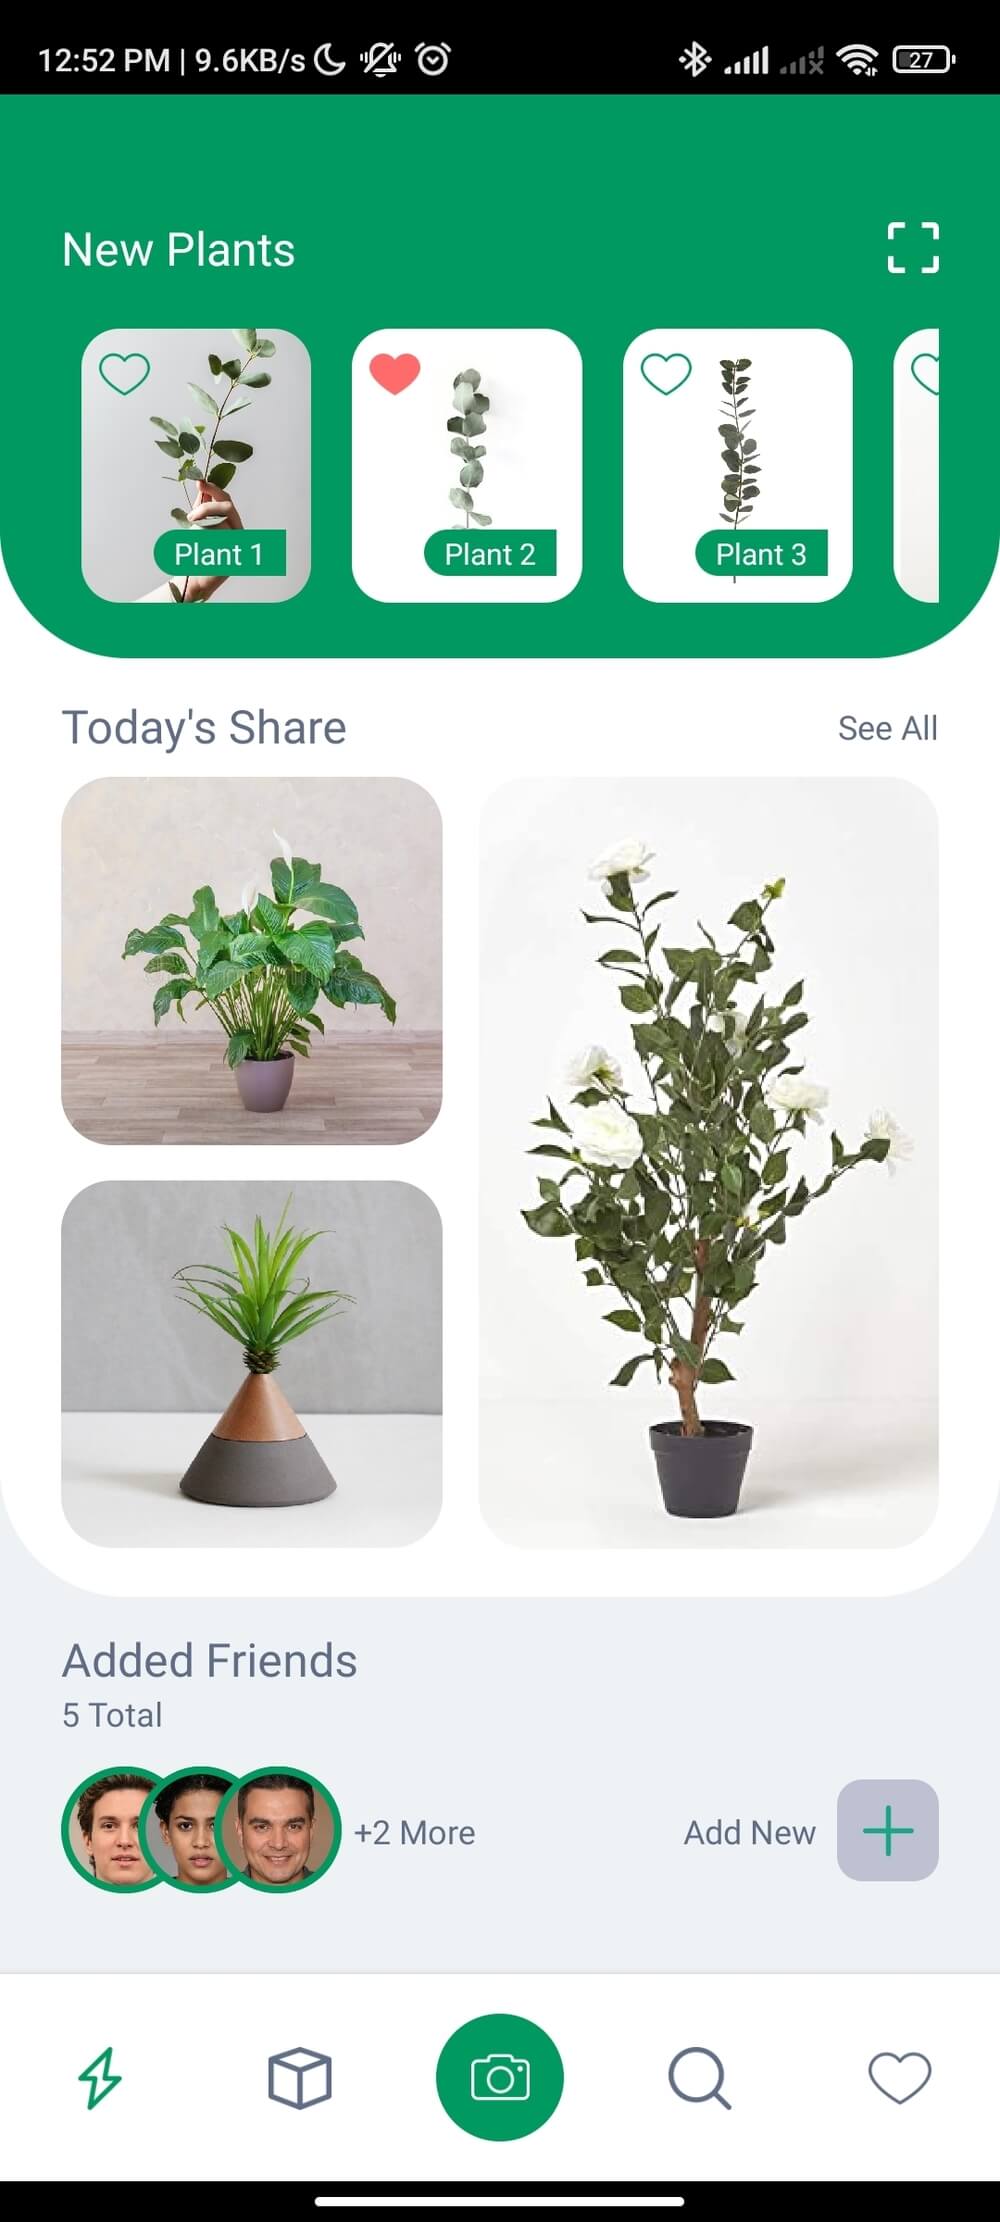 12:52 PM | 9.6KB/s 27
New Plants
Plant 1 Plant 2 Plant 3
Today's Share See All
Added Friends
5 Total
+2 More Add New